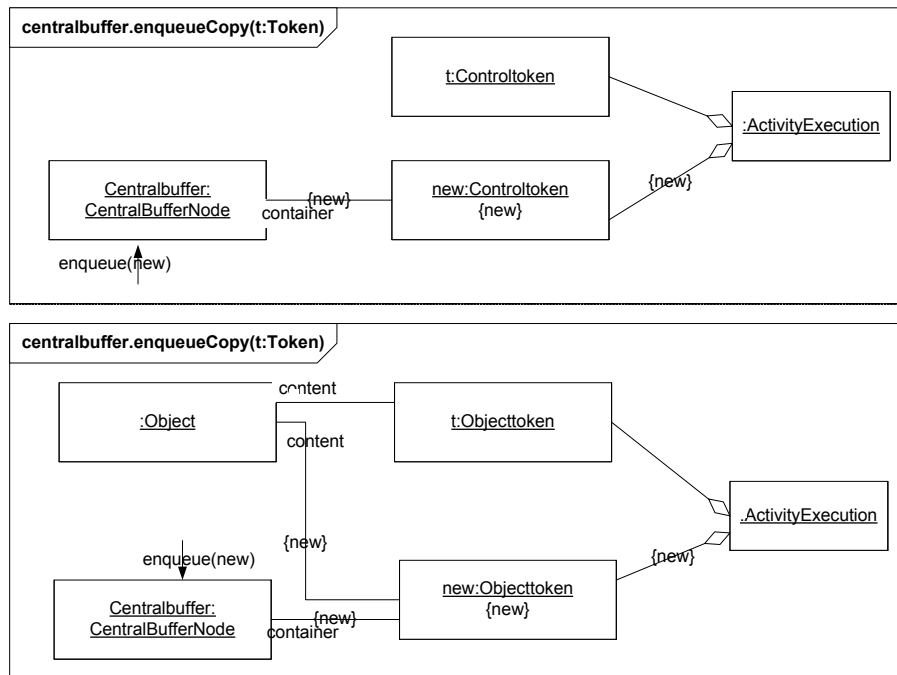 centralbuffer.enqueueCopy(t:Token)
t:Controltoken
:ActivityExecution
Centralbuffer:
CentralBufferNode
{new}
container
new:Controltoken
{new}
{new}
enqueue(new)
centralbuffer.enqueueCopy(t:Token)
content
:Object
t:Objecttoken
content
:ActivityExecution
{new}
enqueue(new)
{new}
new:Objecttoken
{new}
Centralbuffer:
CentralBufferNode
{new}
container